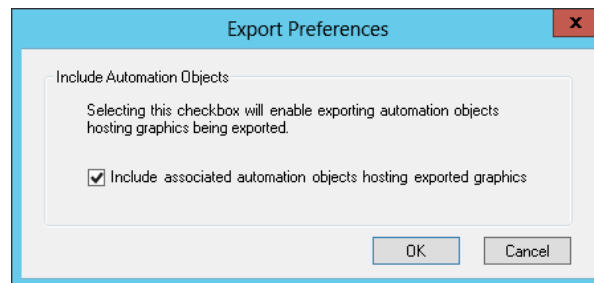 Export Preferences
x
Include Automation Objects
Selecting this checkbox will enable exporting automation objects
hosting graphics being exported.
Include associated automation objects hosting exported graphics
OK
Cancel